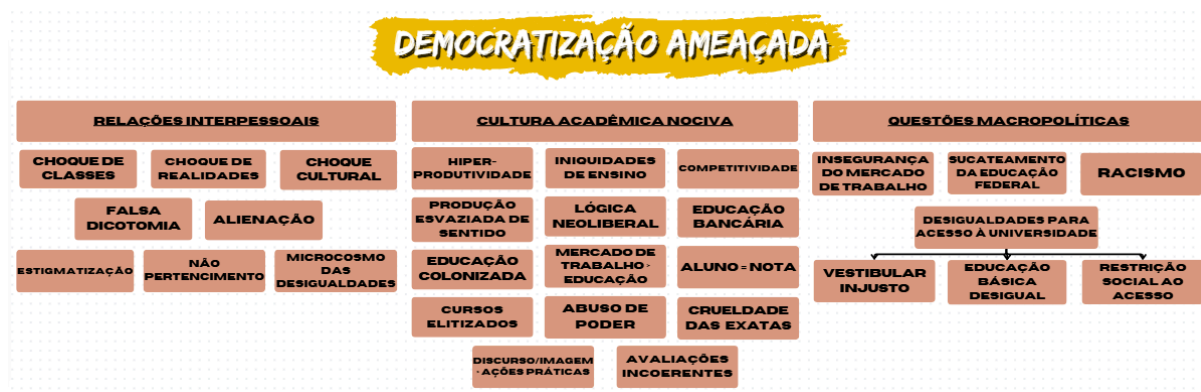 DEMOCRATIZAÇÃO AMEAÇADA
RELAÇÕES INTERPESSOAIS
CHOQUE DE
CLASSES
CHOQUE DE
REALIDADES
CHOQUE
CULTURAL
FALSA
DICOTOMIA
ALIENAÇÃO
ESTIGMATIZAÇÃO
NÃO
PERTENCIMENTO
MICROCOSMO
DAS
DESIGUALDADES
CULTURA ACADÊMICA NOCIVA
HIPER-
PRODUTIVIDADE
INIQUIDADES
DE ENSINO
COMPETITIVIDADE
PRODUÇÃO
ESVAZIADA DE
SENTIDO
LÓGICA
NEOLIBERAL
EDUCAÇÃO
BANCÁRIA
EDUCAÇÃO
COLONIZADA
MERCADO DE
TRABALHO >
EDUCAÇÃO
ALUNO = NOTA
CURSOS
ELITIZADOS
ABUSO DE
PODER
CRUELDADE
DAS EXATAS
DISCURSO/IMAGEM
- AÇÕES PRÁTICAS
AVALIAÇÕES
INCOERENTES
QUESTÕES MACROPOLÍTICAS
INSEGURANÇA
DO MERCADO
DE TRABALHO
SUCATEAMENTO
DA EDUCAÇÃO
FEDERAL
RACISMO
DESIGUALDADES PARA
ACESSO À UNIVERSIDADE
VESTIBULAR
INJUSTO
EDUCAÇÃO
BÁSICA
DESIGUAL
RESTRIÇÃO
SOCIAL AO
ACESSO